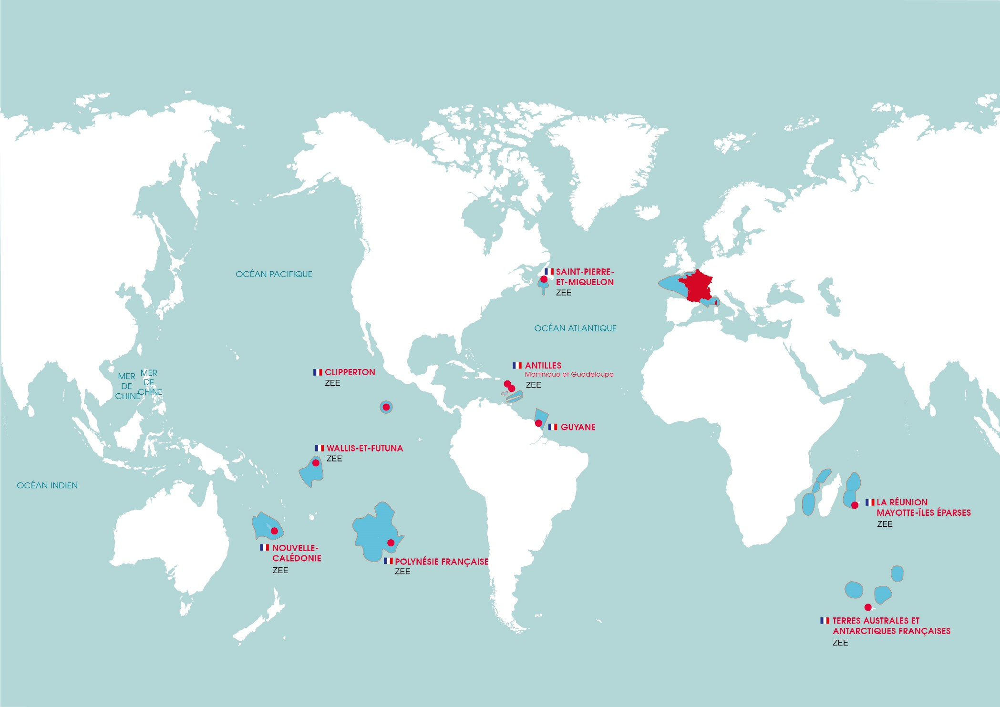 SAINT-PIERRE-
ET-MIQUELON
ZEE
OCÉAN PACIFIQUE
OCÉAN ATLANTIQUE
ANTILLES
Martinique et Guadeloupe
ZEE
CLIPPERTON
ZEE
MER
DE
CHINE
MER
DE
CHINE
GUYANE
WALLIS-ET-FUTUNA
ZEE
OCÉAN INDIEN
LA RÉUNION
MAYOTTE-ÎLES ÉPARSES
ZEE
NOUVELLE-
CALÉDONIE
ZEE
POLYNÉSIE FRANÇAISE
ZEE
TERRES AUSTRALES ET
ANTARCTIQUES FRANÇAISES
ZEE